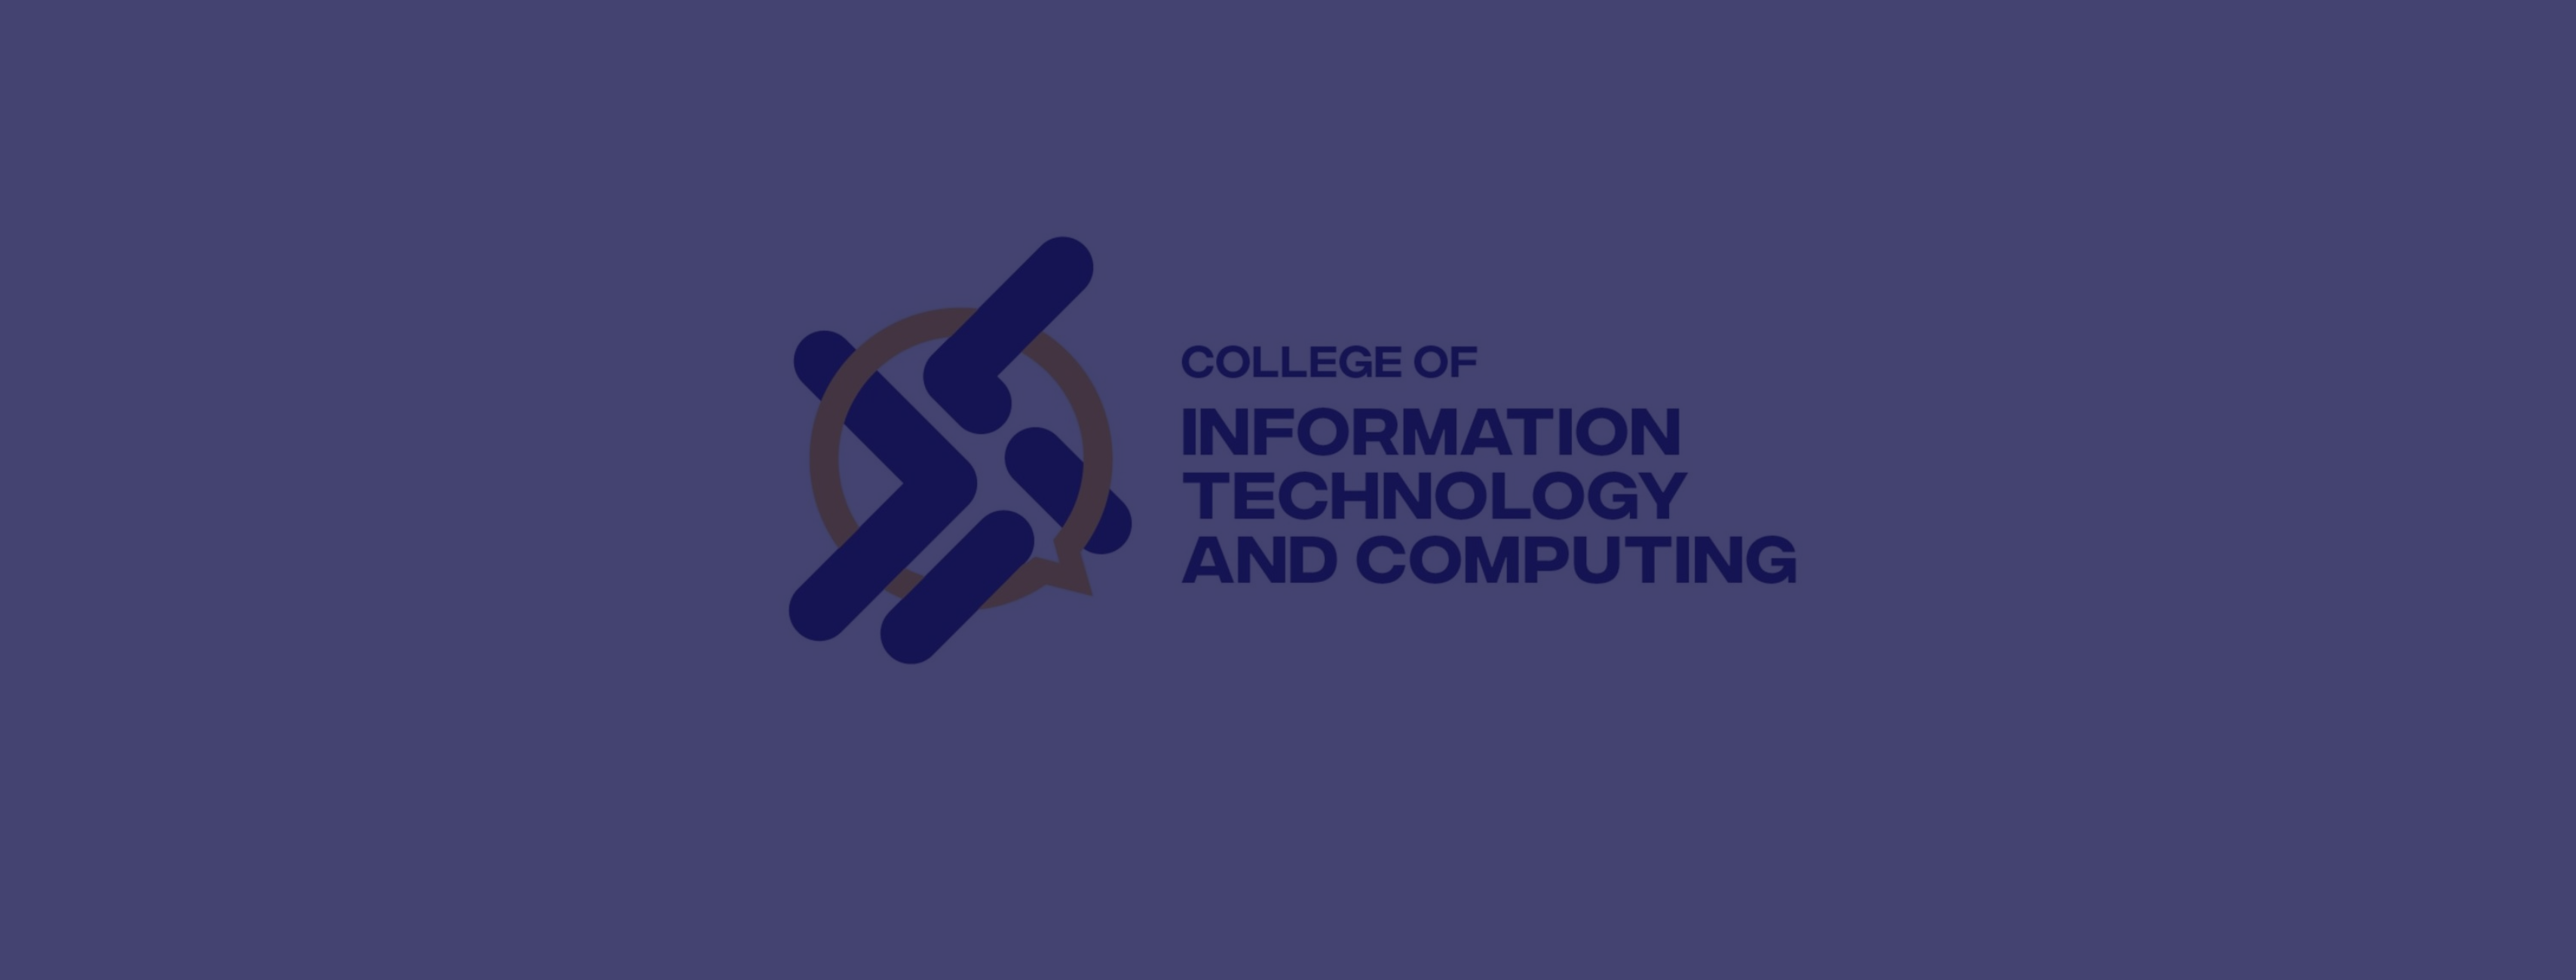 COLLEGE OF
INFORMATION
TECHNOLOGY
AND COMPUTING